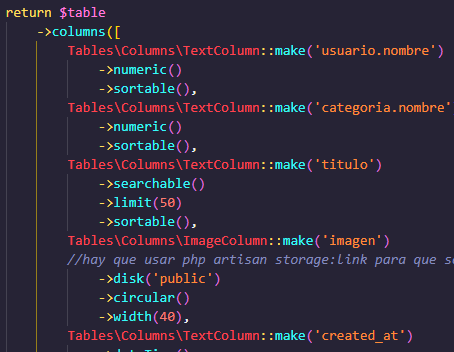 return $table
->columns([
Tables\Columns\TextColumn::make('usuario.nombre')
->numeric()
->sortable(),
Tables\Columns\TextColumn::make('categoria.nombre'
->numeric()
->sortable(),
Tables\Columns\TextColumn::make('titulo')
->searchable()
->limit(50)
->sortable(),
Tables\Columns\ImageColumn::make('imagen')
//hay que usar php artisan storage:link para que
->disk('public')
->circular()
->width(40),
Tables\Columns\TextColumn::make('created_at')